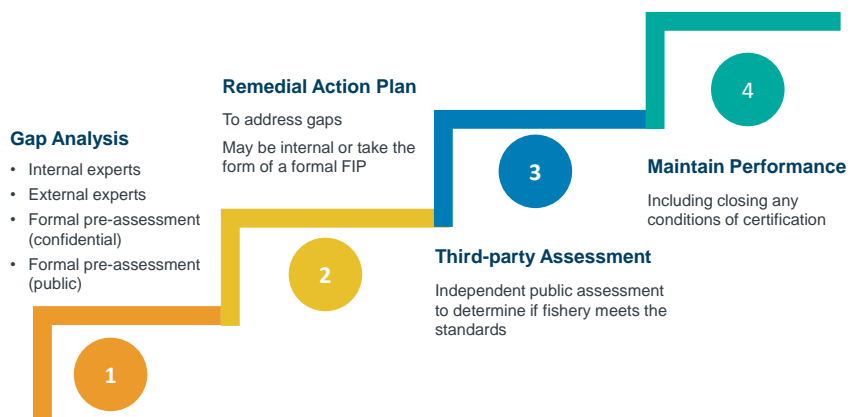 Gap Analysis
• Internal experts
• External experts
• Formal pre-assessment
(confidential)
• Formal pre-assessment
(public)
1
Remedial Action Plan
To address gaps
May be internal or take the
form of a formal FIP
2
3
Third-party Assessment
Independent public assessment
to determine if fishery meets the
standards
4
Maintain Performance
Including closing any
conditions of certification